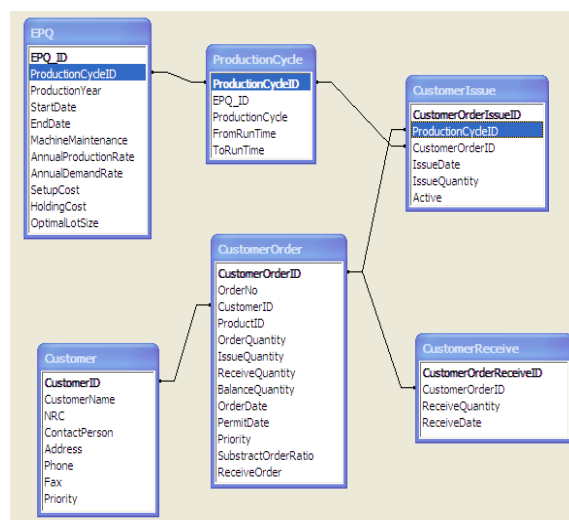 EPQ
EPQ_ID
ProductionCycleID
ProductionYear
StartDate
EndDate
MachineMaintenance
AnnualProductionRate
AnnualDemandRate
SetupCost
HoldingCost
OptimalLotSize
ProductionCycle
ProductionCycleID
EPQ_ID
ProductionCycle
FromRunTime
ToRunTime
CustomerIssue
CustomerOrderIssueID
ProductionCycleID
CustomerOrderID
IssueDate
IssueQuantity
Active
CustomerOrder
CustomerOrderID
OrderNo
CustomerID
ProductID
OrderQuantity
IssueQuantity
ReceiveQuantity
BalanceQuantity
OrderDate
PermitDate
Priority
SubstractOrderRatio
ReceiveOrder
Customer
CustomerID
CustomerName
NRC
ContactPerson
Address
Phone
Fax
Priority
CustomerReceive
CustomerOrderReceiveID
CustomerOrderID
ReceiveQuantity
ReceiveDate